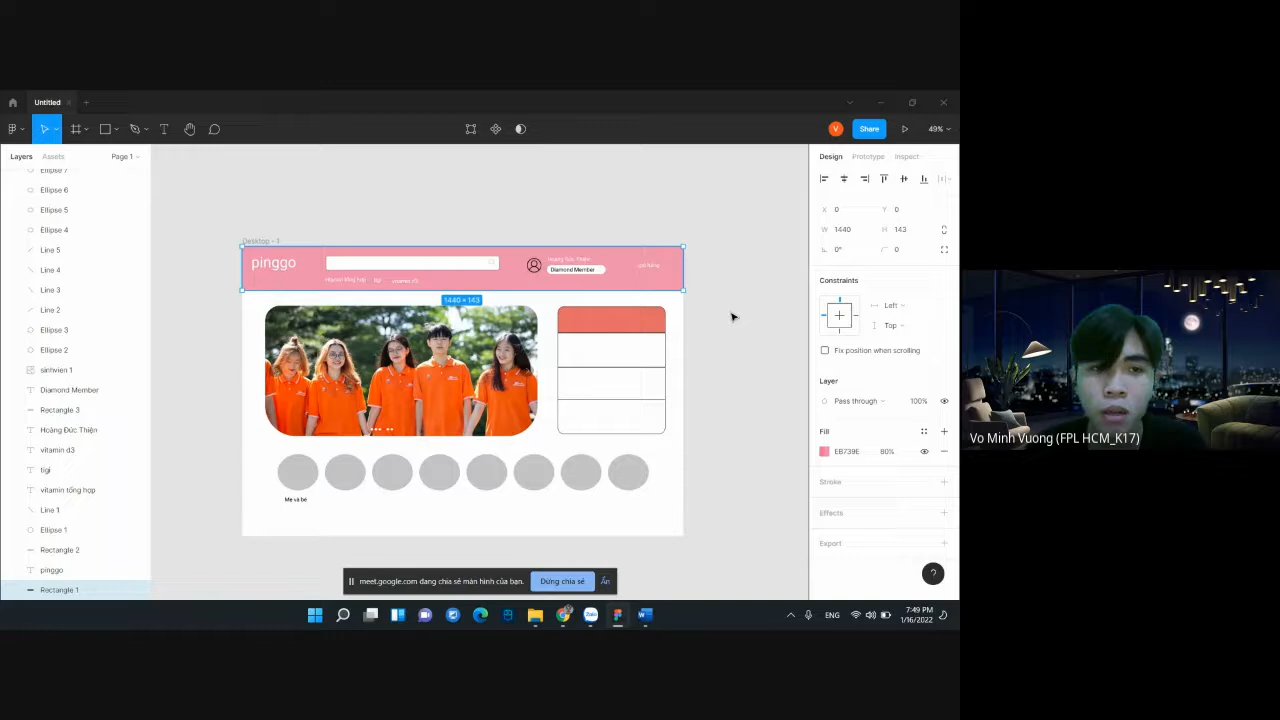 Untitled
V
Share
49%
Layers
Assets
Page 1
Ellipse 7
Ellipse 6
Ellipse 5
Ellipse 4
Line 5
Line 4
Line 3
Line 2
Ellipse 3
Ellipse 2
sinhvien 1
Diamond Member
Rectangle 3
Hoàng Đức Thiện
vitamin d3
tigi
vitamin tổng hợp
Line 1
Ellipse 1
Rectangle 2
pinggo
Rectangle 1
Desktop - 1
pinggo
Diamond Member
1440 × 143
Design
Prototype
Inspect
X 0
Y 0
W 1440
H 143
0°
0
Constraints
Left
Top
Fix position when scrolling
Layer
Pass through
100%
Fill
EB739E
80%
Stroke
Effects
Export
?
meet.google.com đang chia sẻ màn hình của bạn.
Dừng chia sẻ
Ẩn
Zalo
ENG
7:49 PM
1/16/2022
Vo Minh Vuong (FPL HCM_K17)